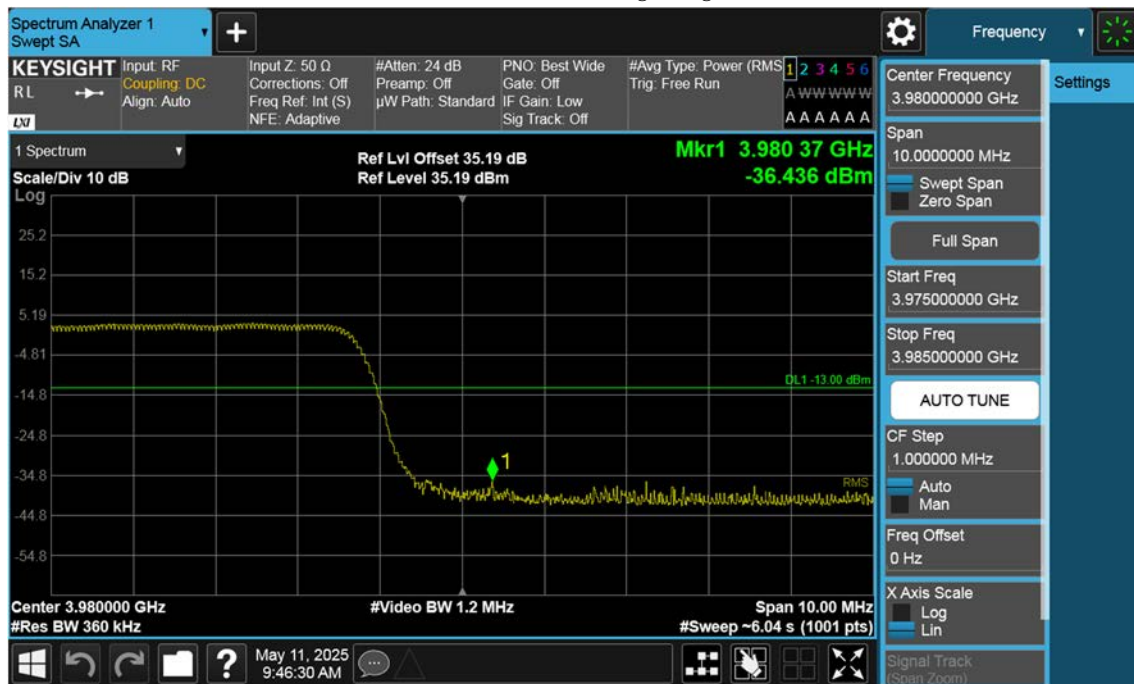 Spectrum Analyzer 1
Swept SA
+
Frequency
KEYSIGHT
RL
LXI
Input: RF
Coupling: DC
Align: Auto
Input Z: 50 Ω
Corrections: Off
Freq Ref: Int (S)
NFE: Adaptive
#Atten: 24 dB
Preamp: Off
µW Path: Standard
PNO: Best Wide
Gate: Off
IF Gain: Low
Sig Track: Off
#Avg Type: Power (RMS
Trig: Free Run
1 2 3 4 5 6
A W W W W W
A A A A A A
1 Spectrum
Scale/Div 10 dB
Ref Lvl Offset 35.19 dB
Ref Level 35.19 dBm
Mkr1 3.980 37 GHz
-36.436 dBm
Log
25.2
15.2
5.19
-4.81
DL1 -13.00 dBm
-14.8
-24.8
1
-34.8
RMS
-44.8
-54.8
Center 3.980000 GHz
#Video BW 1.2 MHz
Span 10.00 MHz
#Res BW 360 kHz
#Sweep ~6.04 s (1001 pts)
?
May 11, 2025
9:46:30 AM
Center Frequency
3.980000000 GHz
Settings
Span
10.0000000 MHz
Swept Span
Zero Span
Full Span
Start Freq
3.975000000 GHz
Stop Freq
3.985000000 GHz
AUTO TUNE
CF Step
1.000000 MHz
Auto
Man
Freq Offset
0 Hz
X Axis Scale
Log
Lin
Signal Track
(Span Zoom)